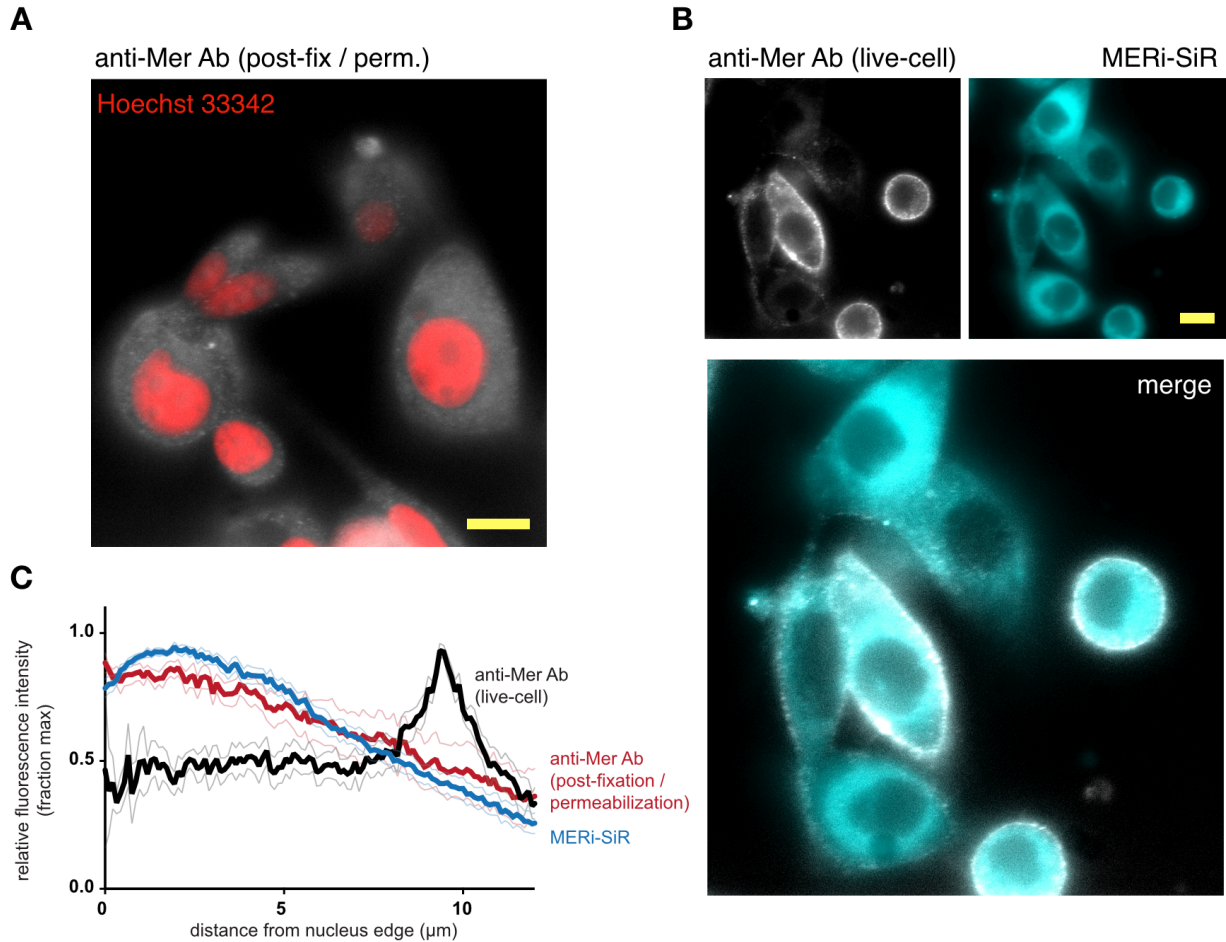 A
anti-Mer Ab (post-fix / perm.)
Hoechst 33342
B
anti-Mer Ab (live-cell)
MERi-SiR
merge
C
relative fluorescence intensity
(fraction max)
1.0
0.5
0.0
0
5
10
distance from nucleus edge (µm)
anti-Mer Ab
(live-cell)
anti-Mer Ab
(post-fixation /
permeabilization)
MERi-SiR